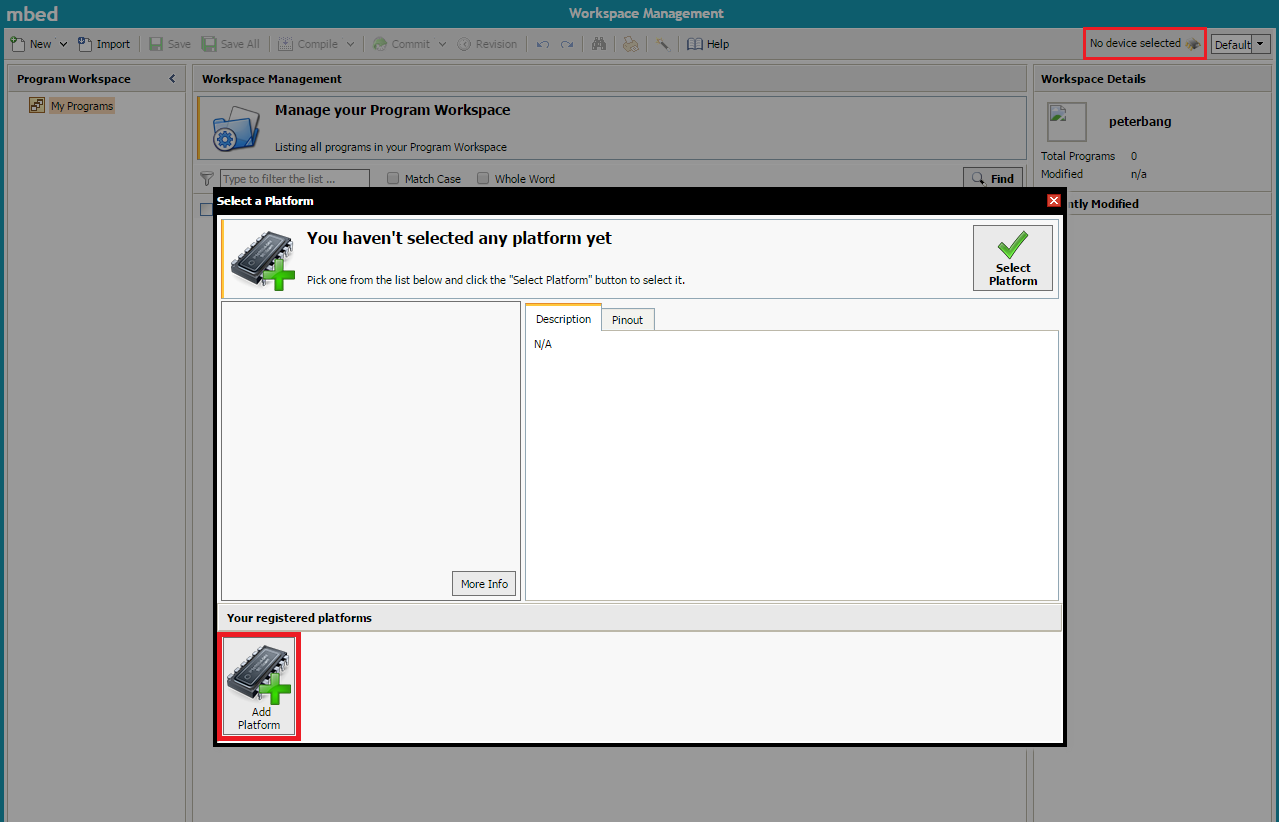 mbed
Workspace Management
New Import Save Save All Compile Commit Revision Help
No device selected Default
Program Workspace
My Programs
Workspace Management
Manage your Program Workspace
Listing all programs in your Program Workspace
Type to filter the list ... Match Case Whole Word Find
Workspace Details
peterbang
Total Programs 0
Modified n/a
ntly Modified
Select a Platform
You haven't selected any platform yet
Pick one from the list below and click the "Select Platform" button to select it.
Select
Platform
Description Pinout
N/A
More Info
Your registered platforms
Add
Platform